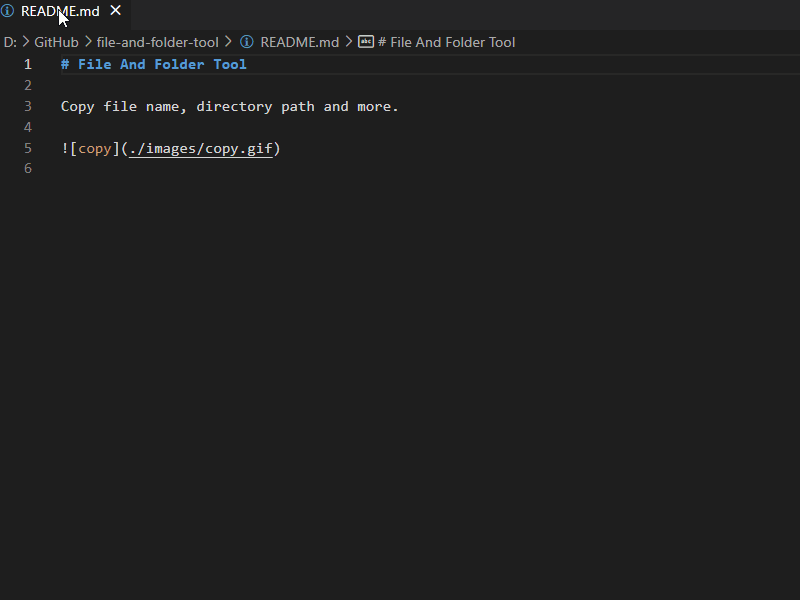 README.md
D: > GitHub > file-and-folder-tool > README.md > # File And Folder Tool
1 # File And Folder Tool
2
3 Copy file name, directory path and more.
4
5 ![copy](./images/copy.gif)
6